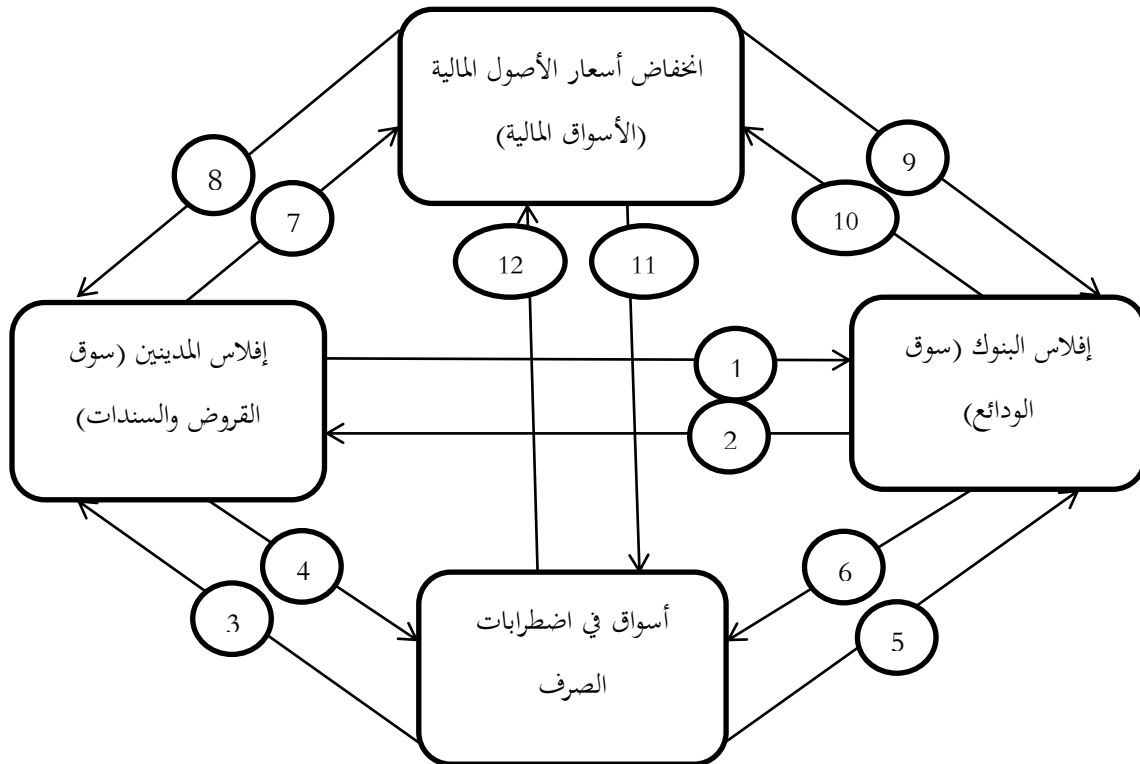 انخفاض أسعار الأصول المالية
(الأسواق المالية)
8
9
7
10
12
11
إفلاس المدينين (سوق
القروض والسندات)
إفلاس البنوك (سوق
الودائع)
1
2
4
6
3
5
أسواق في اضطرابات
الصرف